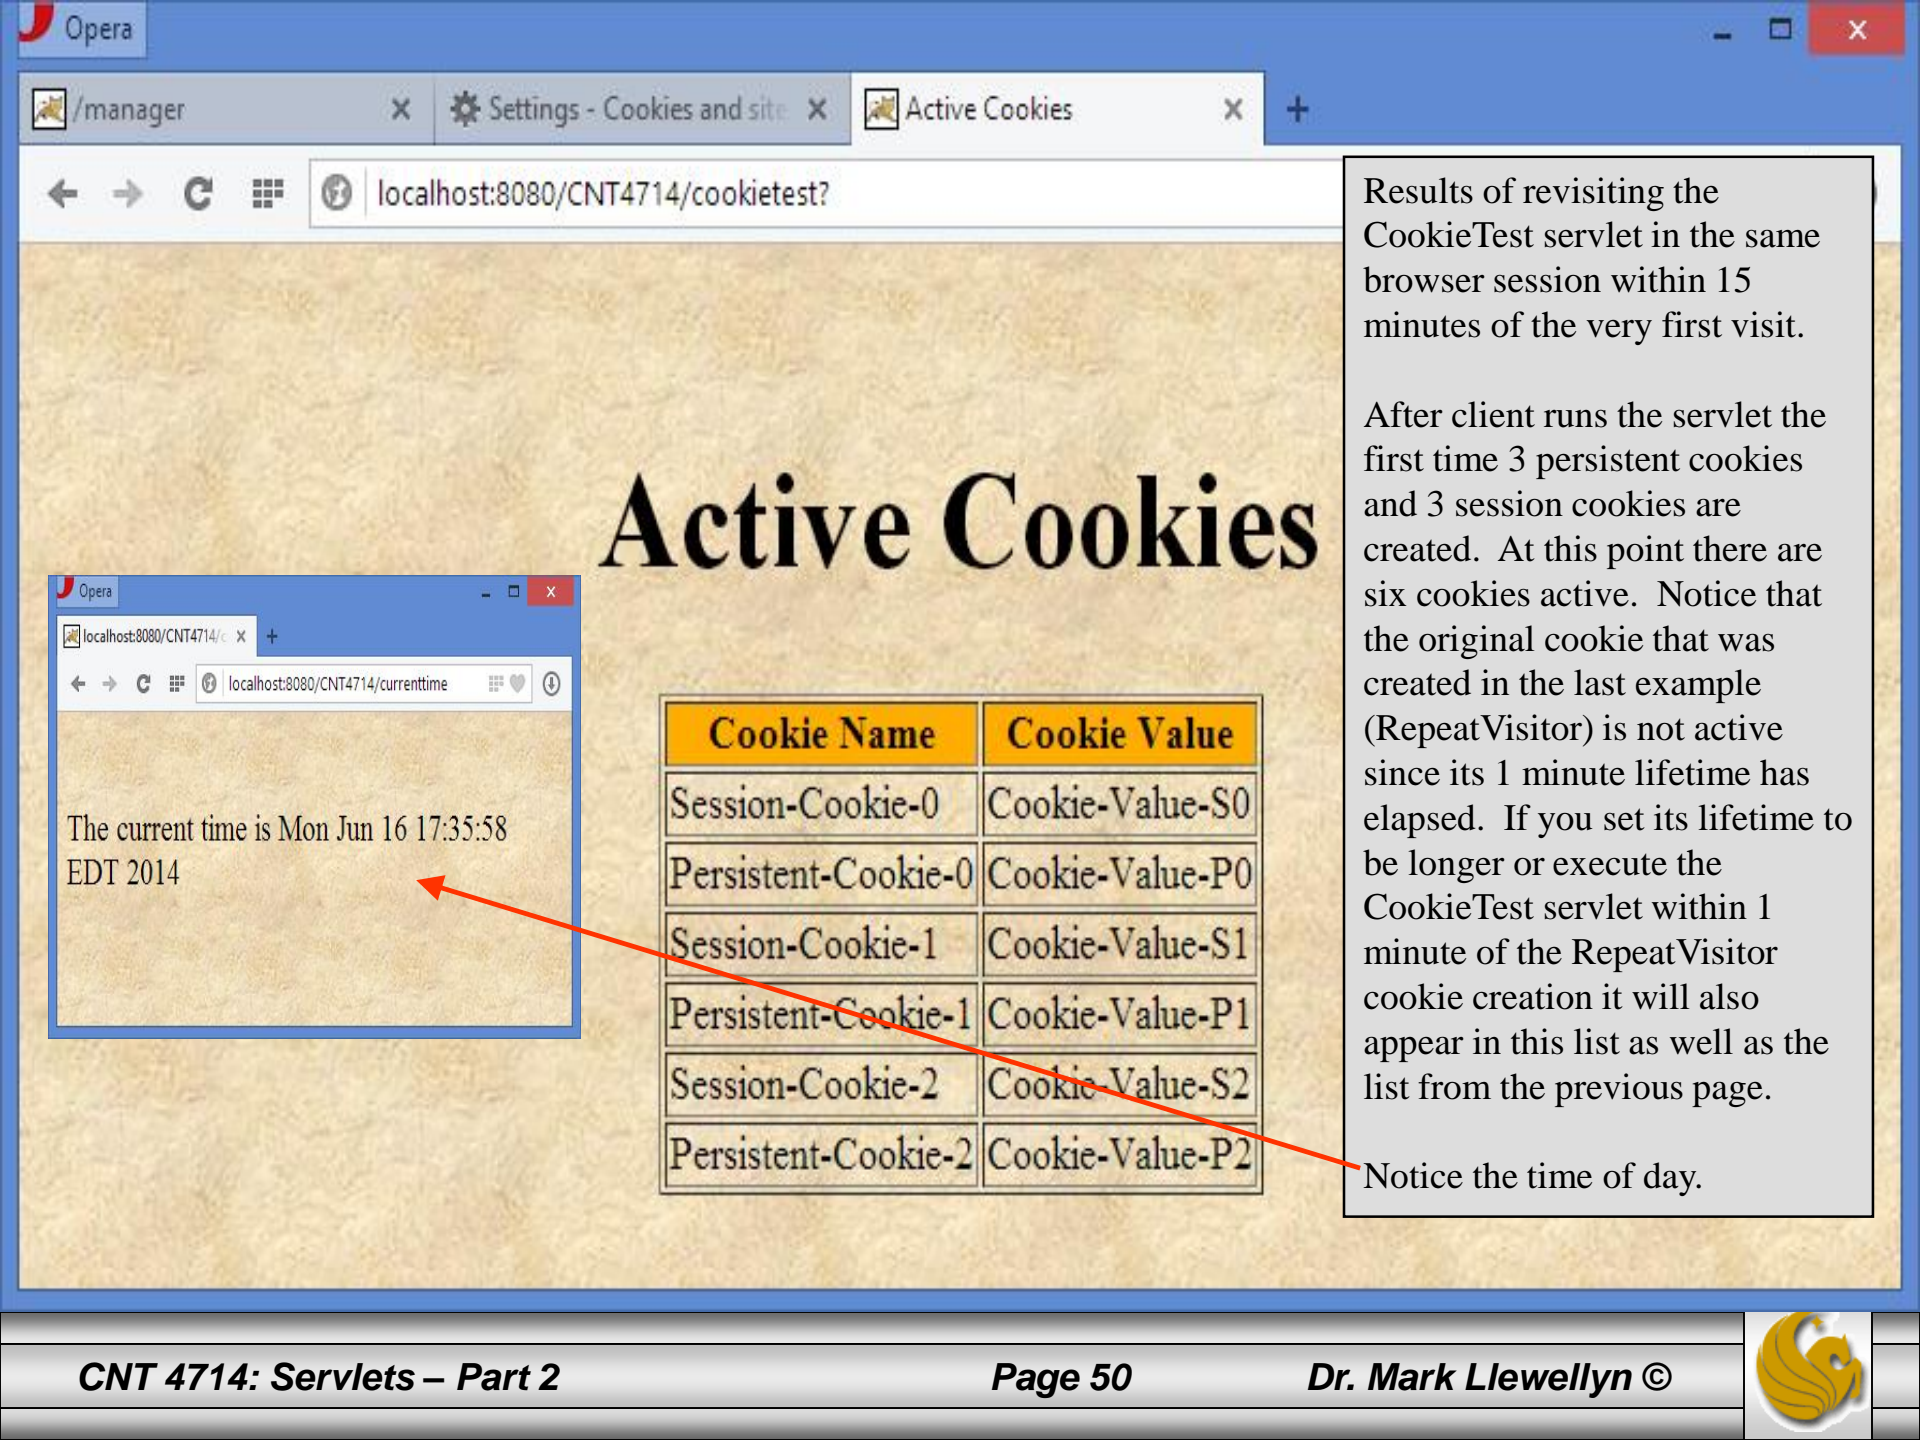 Opera
/manager
Settings - Cookies and site
Active Cookies
localhost:8080/CNT4714/cookietest?
Active Cookies
Cookie Name Cookie Value
Session-Cookie-0 Cookie-Value-S0
Persistent-Cookie-0 Cookie-Value-P0
Session-Cookie-1 Cookie-Value-S1
Persistent-Cookie-1 Cookie-Value-P1
Session-Cookie-2 Cookie-Value-S2
Persistent-Cookie-2 Cookie-Value-P2
Opera
localhost:8080/CNT4714/c
localhost:8080/CNT4714/currenttime
The current time is Mon Jun 16 17:35:58
EDT 2014
Results of revisiting the
CookieTest servlet in the same
browser session within 15
minutes of the very first visit.
After client runs the servlet the
first time 3 persistent cookies
and 3 session cookies are
created. At this point there are
six cookies active. Notice that
the original cookie that was
created in the last example
(RepeatVisitor) is not active
since its 1 minute lifetime has
elapsed. If you set its lifetime to
be longer or execute the
CookieTest servlet within 1
minute of the RepeatVisitor
cookie creation it will also
appear in this list as well as the
list from the previous page.
Notice the time of day.
CNT 4714: Servlets – Part 2
Page 50
Dr. Mark Llewellyn ©